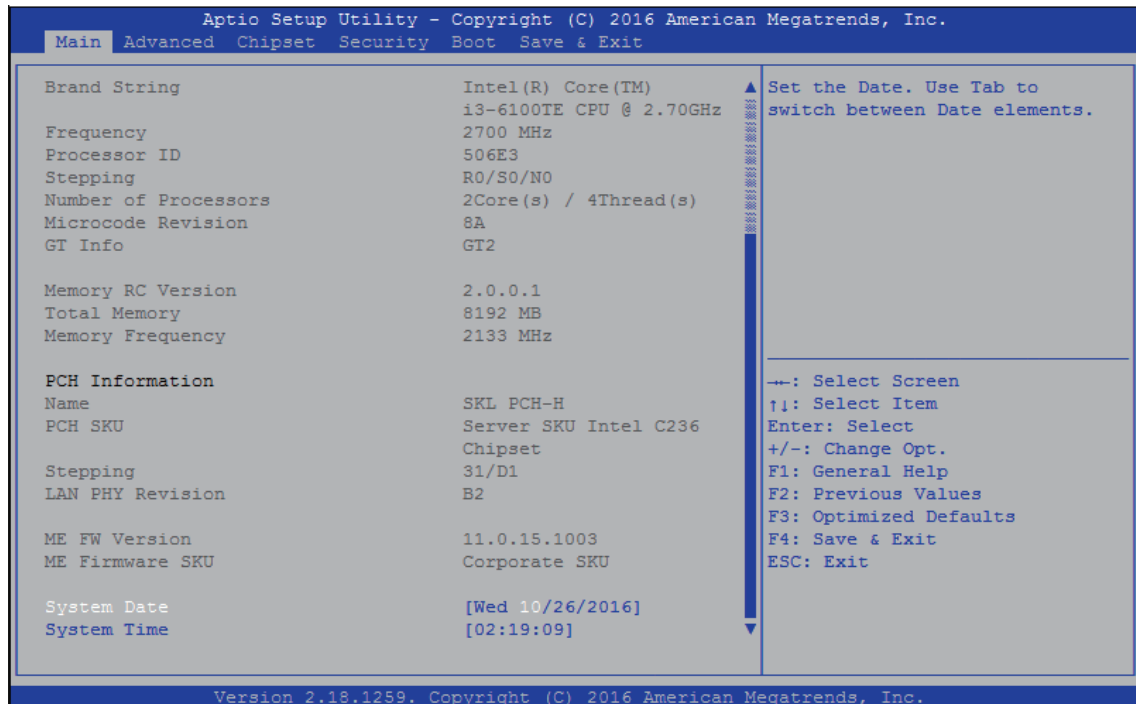 Aptio Setup Utility – Copyright (C) 2016 American Megatrends, Inc.
Main Advanced Chipset Security Boot Save & Exit
Brand String Intel(R) Core(TM)
i3-6100TE CPU @ 2.70GHz
Frequency 2700 MHz
Processor ID 506E3
Stepping R0/S0/N0
Number of Processors 2Core(s) / 4Thread(s)
Microcode Revision 8A
GT Info GT2
Memory RC Version 2.0.0.1
Total Memory 8192 MB
Memory Frequency 2133 MHz
PCH Information
Name SKL PCH-H
PCH SKU Server SKU Intel C236
Chipset
Stepping 31/D1
LAN PHY Revision B2
ME FW Version 11.0.15.1003
ME Firmware SKU Corporate SKU
System Date [Wed 10/26/2016]
System Time [02:19:09]
Set the Date. Use Tab to
switch between Date elements.
→←: Select Screen
↑↓: Select Item
Enter: Select
+/-: Change Opt.
F1: General Help
F2: Previous Values
F3: Optimized Defaults
F4: Save & Exit
ESC: Exit
Version 2.18.1259. Copyright (C) 2016 American Megatrends, Inc.